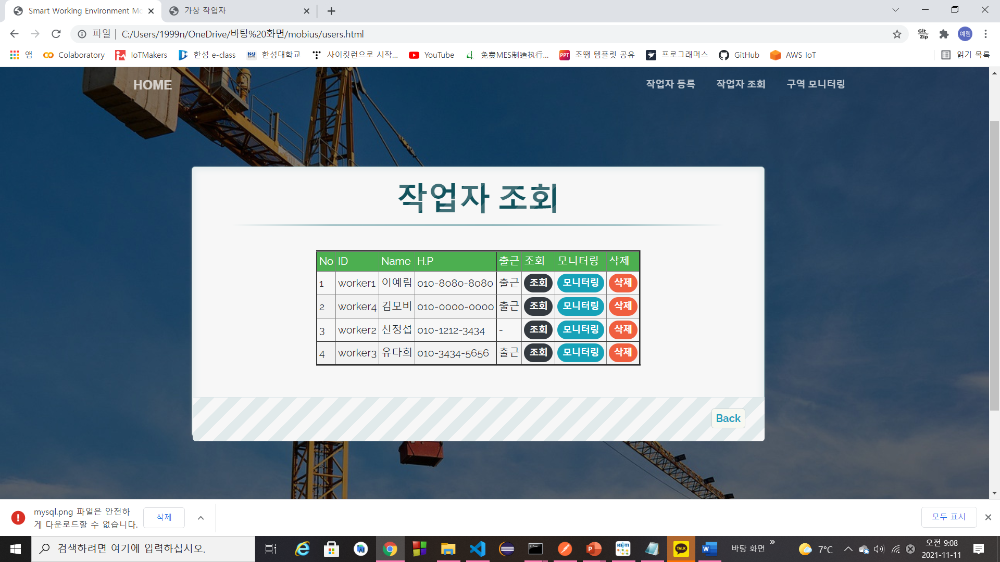 Smart Working Environment Mo
가상 작업자
파일
C:/Users/1999n/OneDrive/바탕%20화면/mobius/users.html
Git Zip
예림
앱
Colaboratory
IoTMakers
한성 e-class
한성대학교
사이킷런으로 시작...
YouTube
免费MES制造执行...
PPT
조땡 템플릿 공유
프로그래머스
GitHub
AWS IoT
읽기 목록
HOME
작업자 등록
작업자 조회
구역 모니터링
작업자 조회
No ID Name H.P 출근 조회 모니터링 삭제
1 worker1 이예림 010-8080-8080 출근 조회 모니터링 삭제
2 worker4 김모비 010-0000-0000 출근 조회 모니터링 삭제
3 worker2 신정섭 010-1212-3434 - 조회 모니터링 삭제
4 worker3 유다희 010-3434-5656 출근 조회 모니터링 삭제
Back
mysql.png 파일은 안전하
게 다운로드할 수 없습니다.
삭제
모두 표시
검색하려면 여기에 입력하십시오.
KETI
TALK
바탕 화면
7°C
오전 9:08
2021-11-11